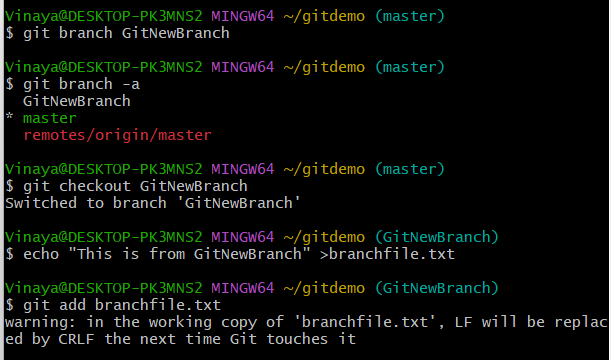 Vinaya@DESKTOP-PK3MNS2 MINGW64 ~/gitdemo (master)
$ git branch GitNewBranch
Vinaya@DESKTOP-PK3MNS2 MINGW64 ~/gitdemo (master)
$ git branch -a
  GitNewBranch
* master
  remotes/origin/master
Vinaya@DESKTOP-PK3MNS2 MINGW64 ~/gitdemo (master)
$ git checkout GitNewBranch
Switched to branch 'GitNewBranch'
Vinaya@DESKTOP-PK3MNS2 MINGW64 ~/gitdemo (GitNewBranch)
$ echo "This is from GitNewBranch" >branchfile.txt
Vinaya@DESKTOP-PK3MNS2 MINGW64 ~/gitdemo (GitNewBranch)
$ git add branchfile.txt
warning: in the working copy of 'branchfile.txt', LF will be replac
ed by CRLF the next time Git touches it